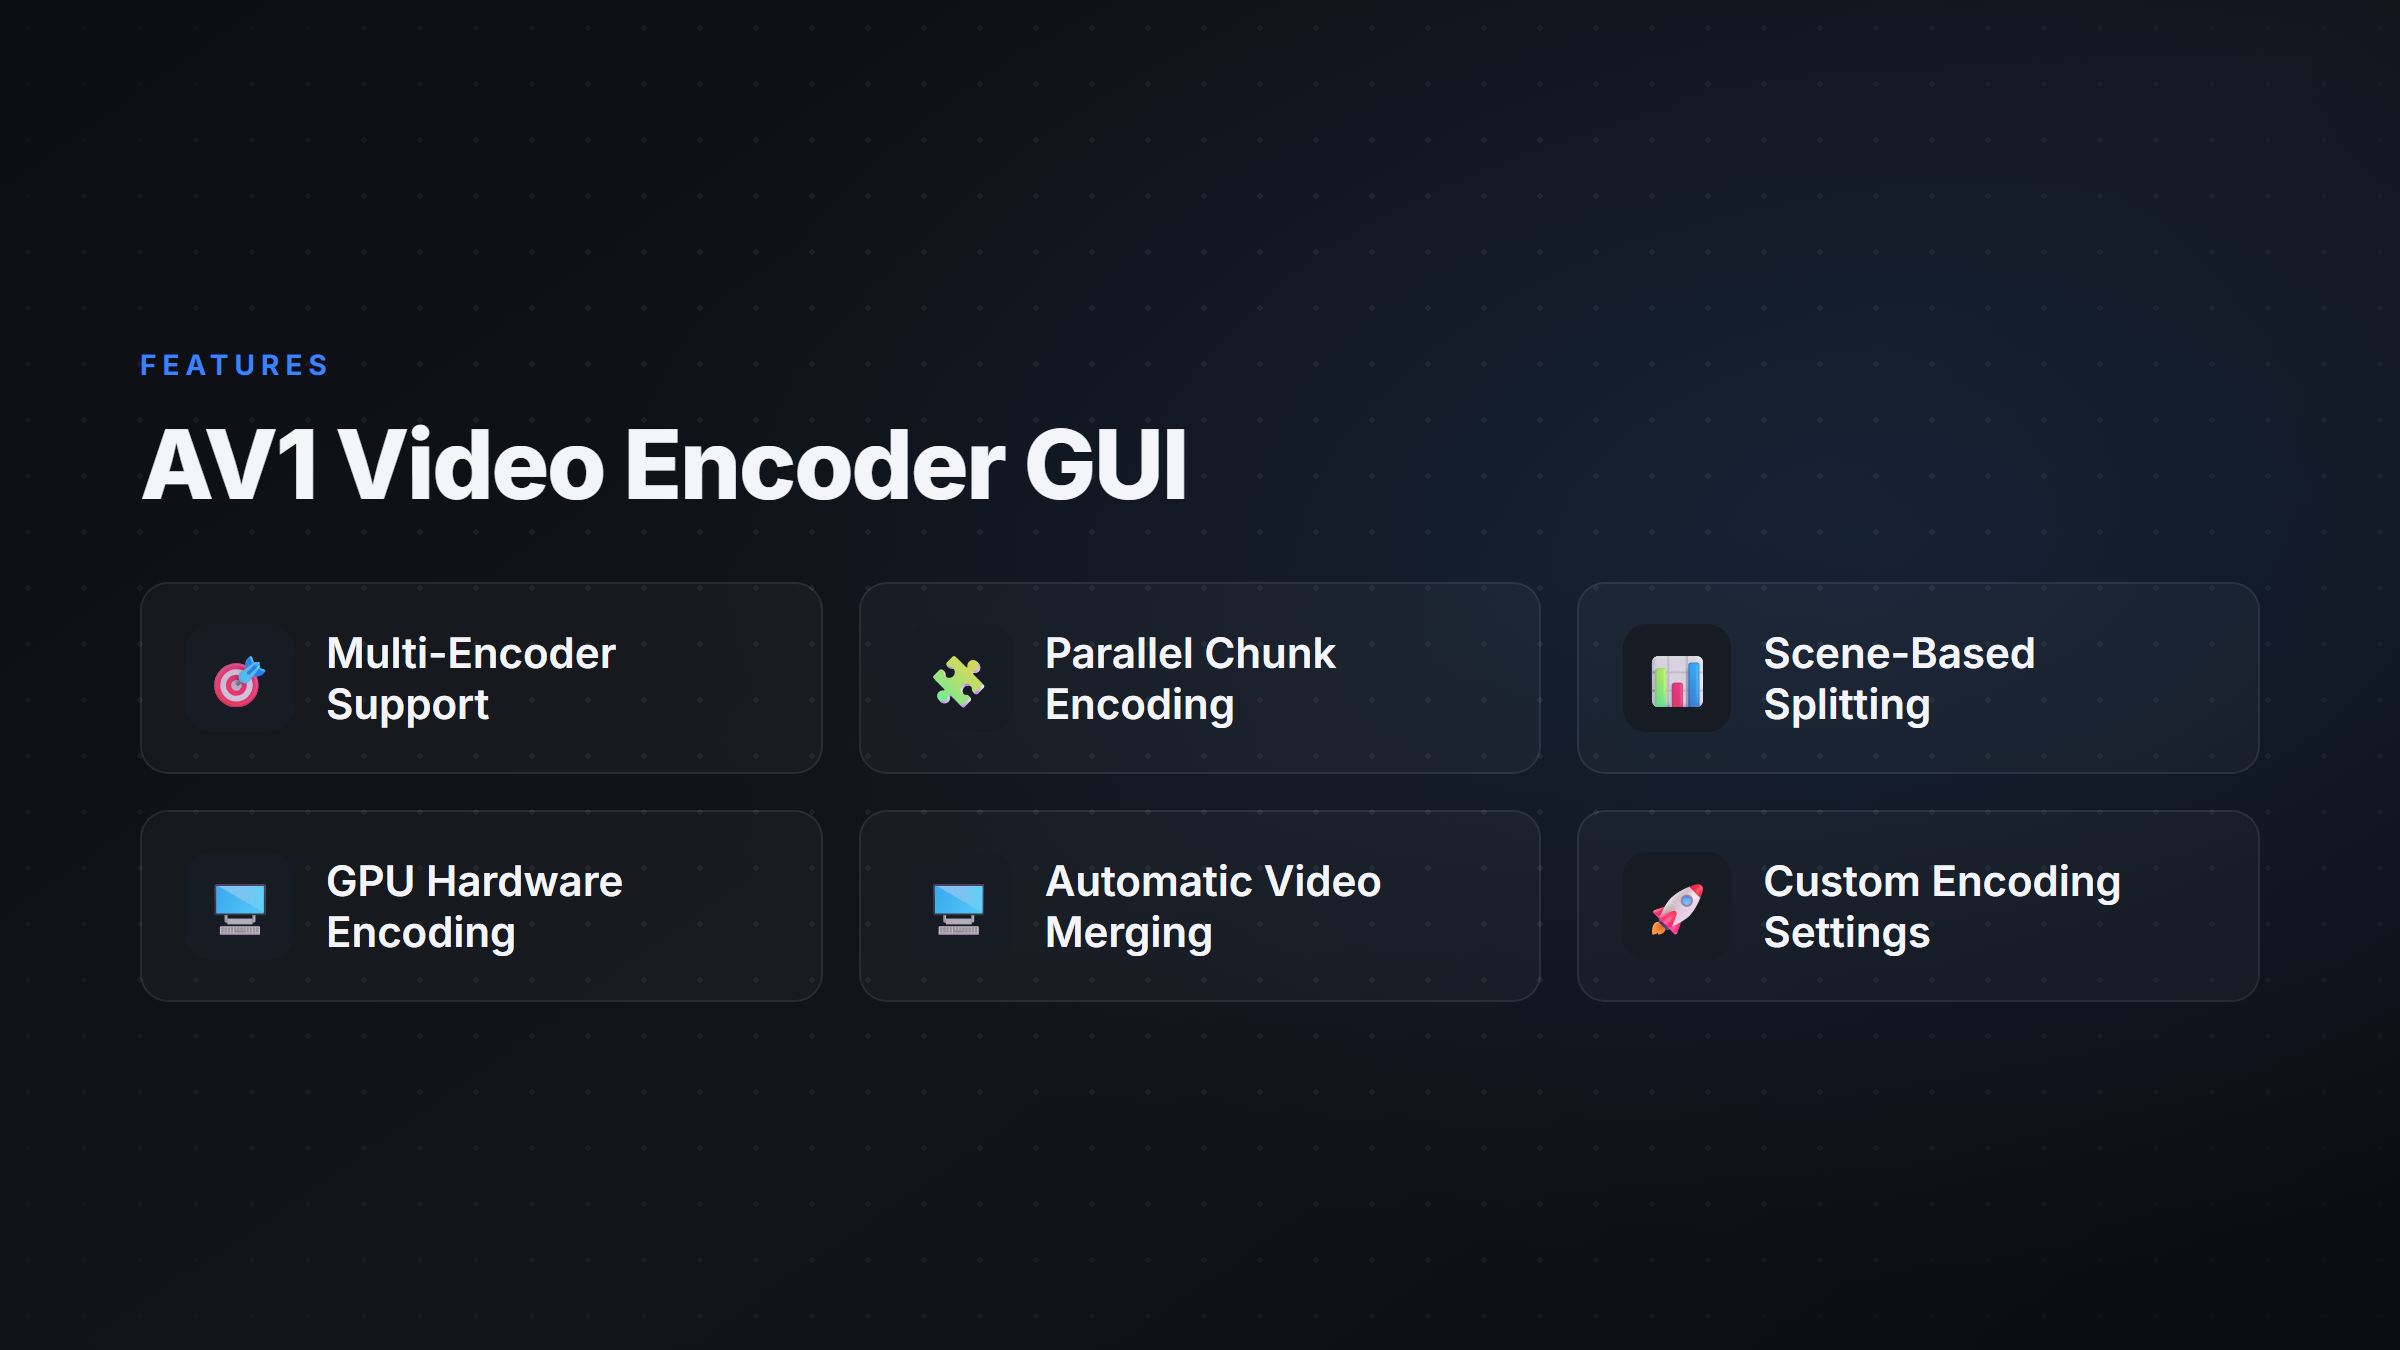 FEATURES
AV1 Video Encoder GUI
Multi-Encoder
Support
Parallel Chunk
Encoding
Scene-Based
Splitting
GPU Hardware
Encoding
Automatic Video
Merging
Custom Encoding
Settings